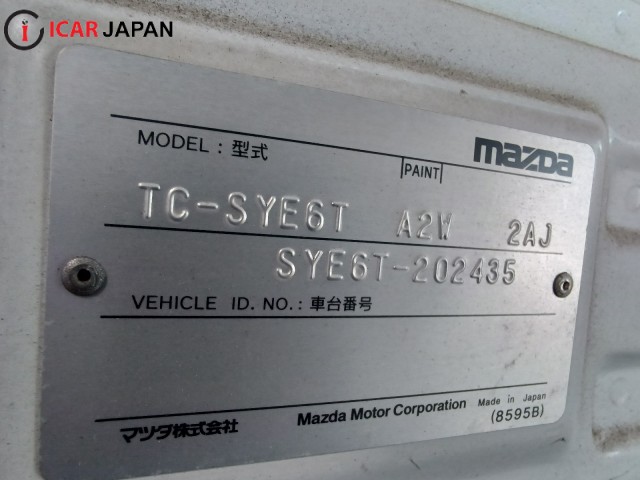 ICAR JAPAN
MODEL : 型式
PAINT
mazda
TC-SYE6T A2W 2AJ
SYE6T-202435
VEHICLE ID. NO. : 車台番号
マツダ株式会社 Mazda Motor Corporation Made in Japan
(8595B)